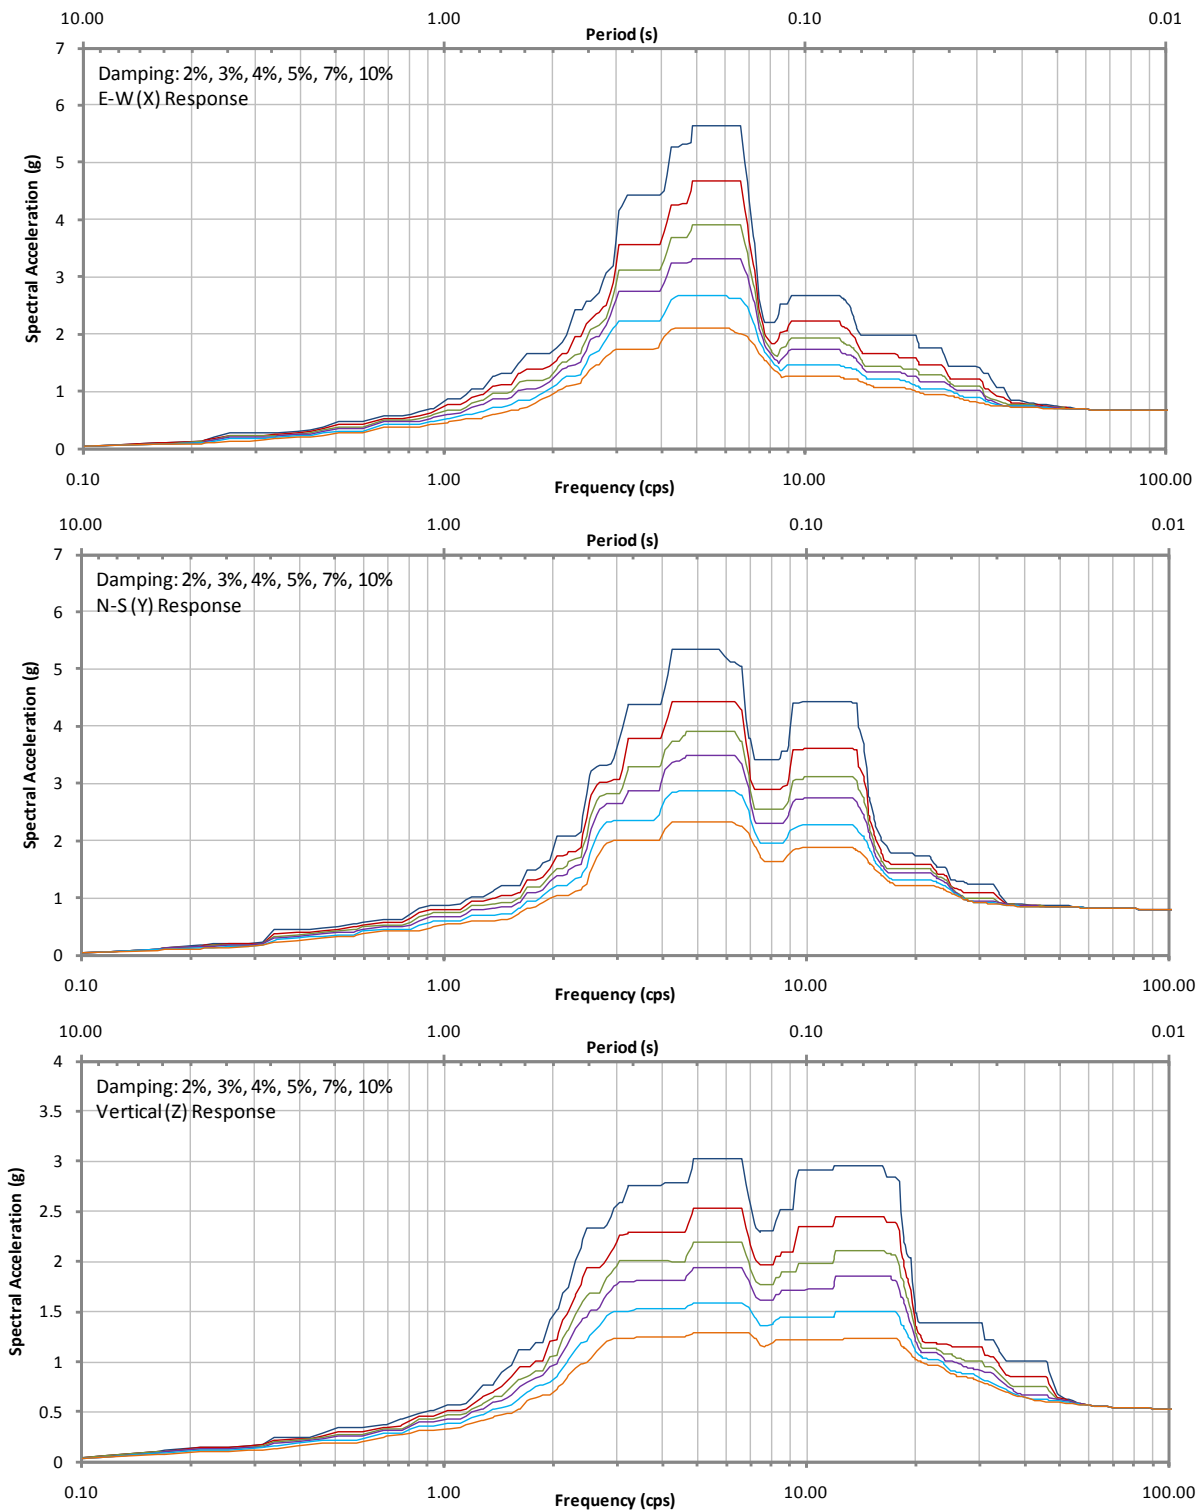 10.00 1.00 0.10 0.01
Period (s)
7
Damping: 2%, 3%, 4%, 5%, 7%, 10%
E-W (X) Response
6
5
4
3
2
1
0
Spectral Acceleration (g)
0.10 1.00 10.00 100.00
Frequency (cps)
10.00 1.00 0.10 0.01
Period (s)
7
Damping: 2%, 3%, 4%, 5%, 7%, 10%
N-S (Y) Response
6
5
4
3
2
1
0
Spectral Acceleration (g)
0.10 1.00 10.00 100.00
Frequency (cps)
10.00 1.00 0.10 0.01
Period (s)
4
Damping: 2%, 3%, 4%, 5%, 7%, 10%
Vertical (Z) Response
3.5
3
2.5
2
1.5
1
0.5
0
Spectral Acceleration (g)
0.10 1.00 10.00 100.00
Frequency (cps)